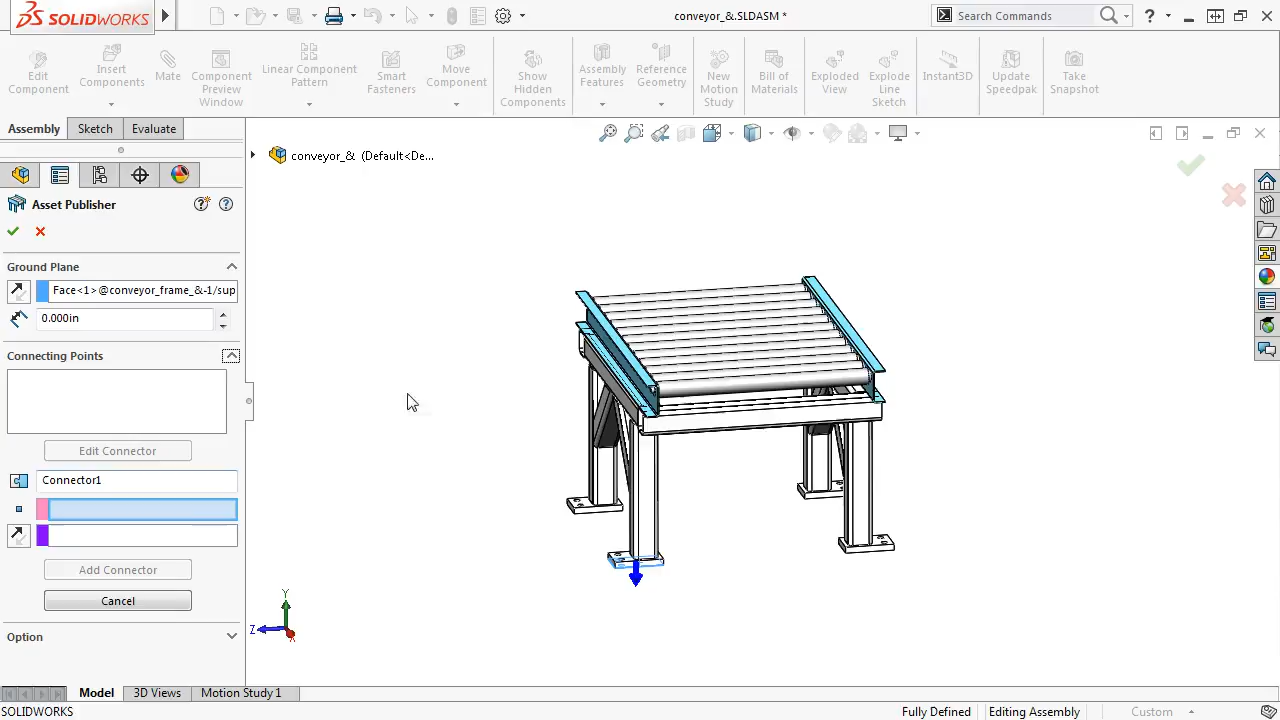 SOLIDWORKS
conveyor_&.SLDASM *
Search Commands
?
Edit Component
Insert Components
Mate
Component Preview Window
Linear Component Pattern
Smart Fasteners
Move Component
Show Hidden Components
Assembly Features
Reference Geometry
New Motion Study
Bill of Materials
Exploded View
Explode Line Sketch
Instant3D
Update Speedpak
Take Snapshot
Assembly
Sketch
Evaluate
conveyor_& (Default<De...
Asset Publisher
Ground Plane
Face<1>@conveyor_frame_&-1/sup
0.000in
Connecting Points
Edit Connector
Connector1
Add Connector
Cancel
Option
Y
Z
X
Model
3D Views
Motion Study 1
SOLIDWORKS
Fully Defined
Editing Assembly
Custom